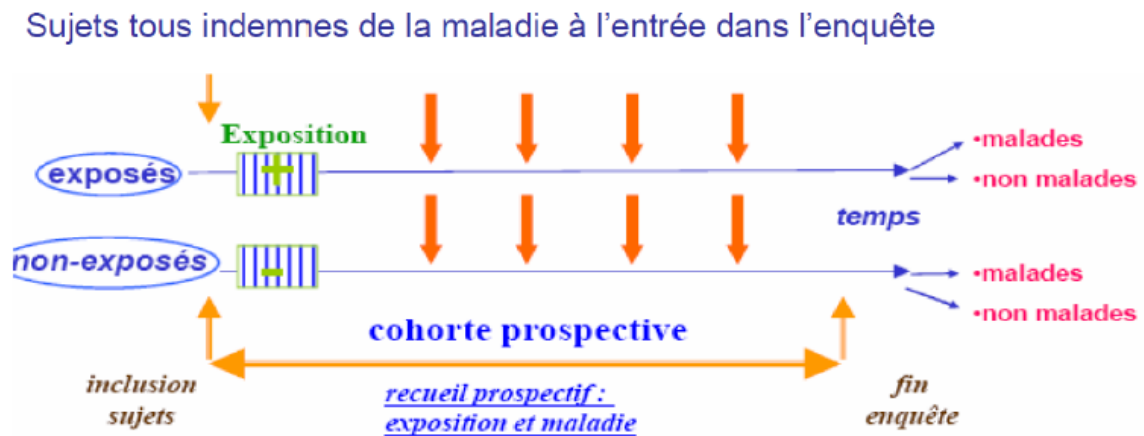 Sujets tous indemnes de la maladie à l'entrée dans l'enquête
Exposition
exposés
+
•malades
•non malades
temps
non-exposés
-
•malades
•non malades
cohorte prospective
inclusion
sujets
recueil prospectif :
exposition et maladie
fin
enquête